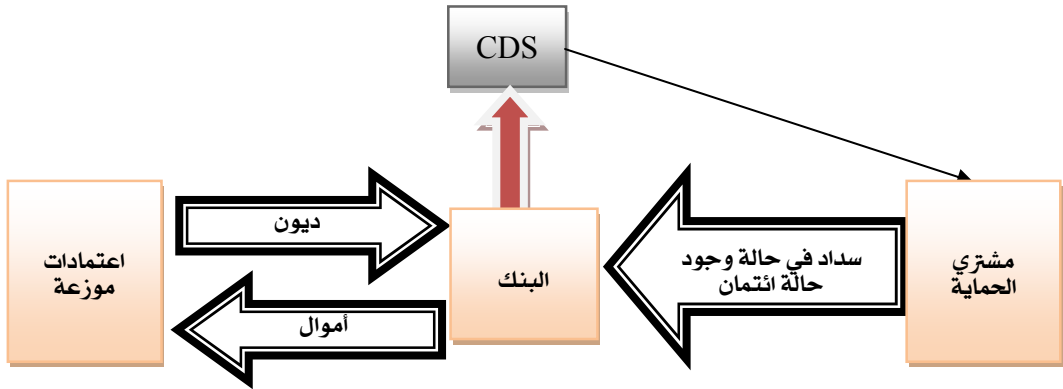 CDS
ديون
اعتمادات
موزعة
البنك
سداد في حالة وجود
حالة ائتمان
مشتري
الحماية
أموال